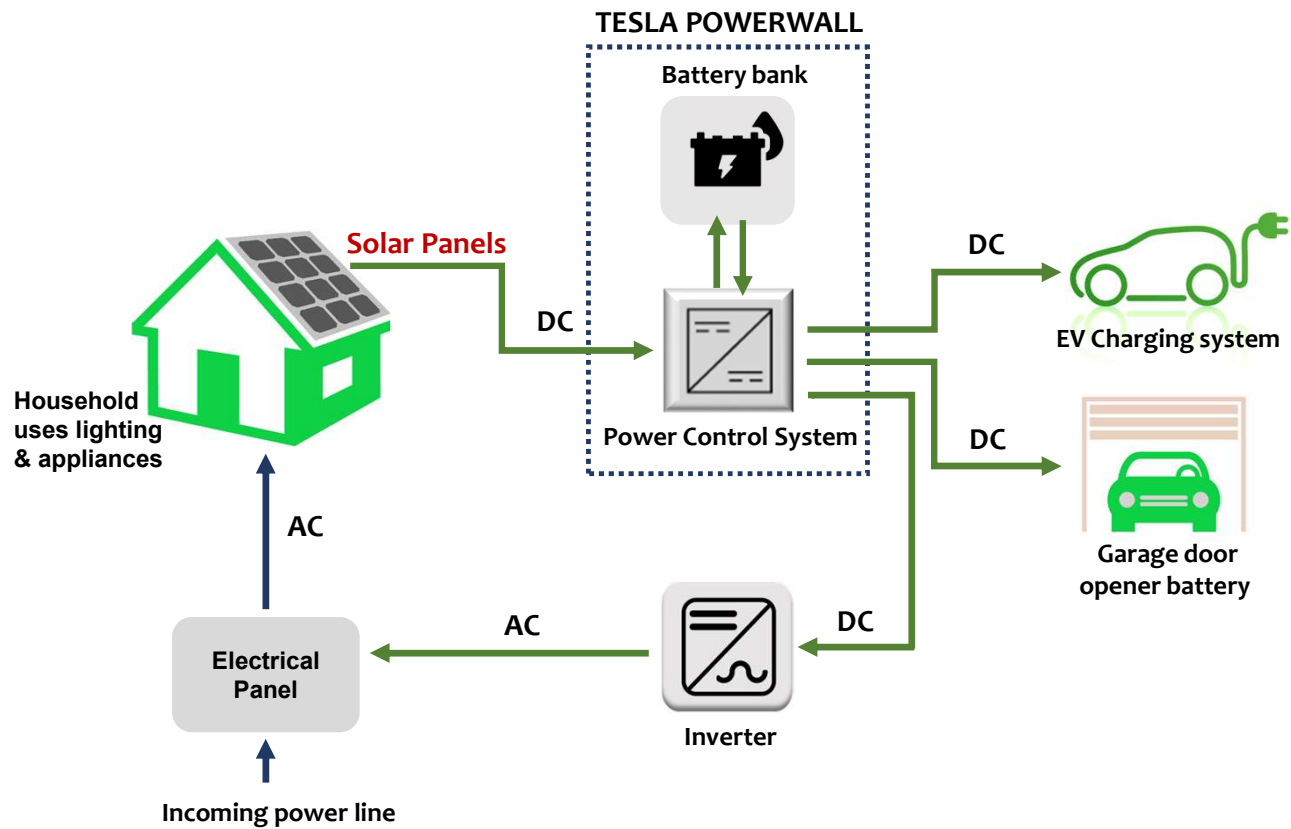 TESLA POWERWALL
Battery bank
Solar Panels
DC
DC
EV Charging system
Household
uses lighting
& appliances
Power Control System
DC
Garage door
opener battery
AC
AC
DC
Electrical
Panel
Inverter
Incoming power line